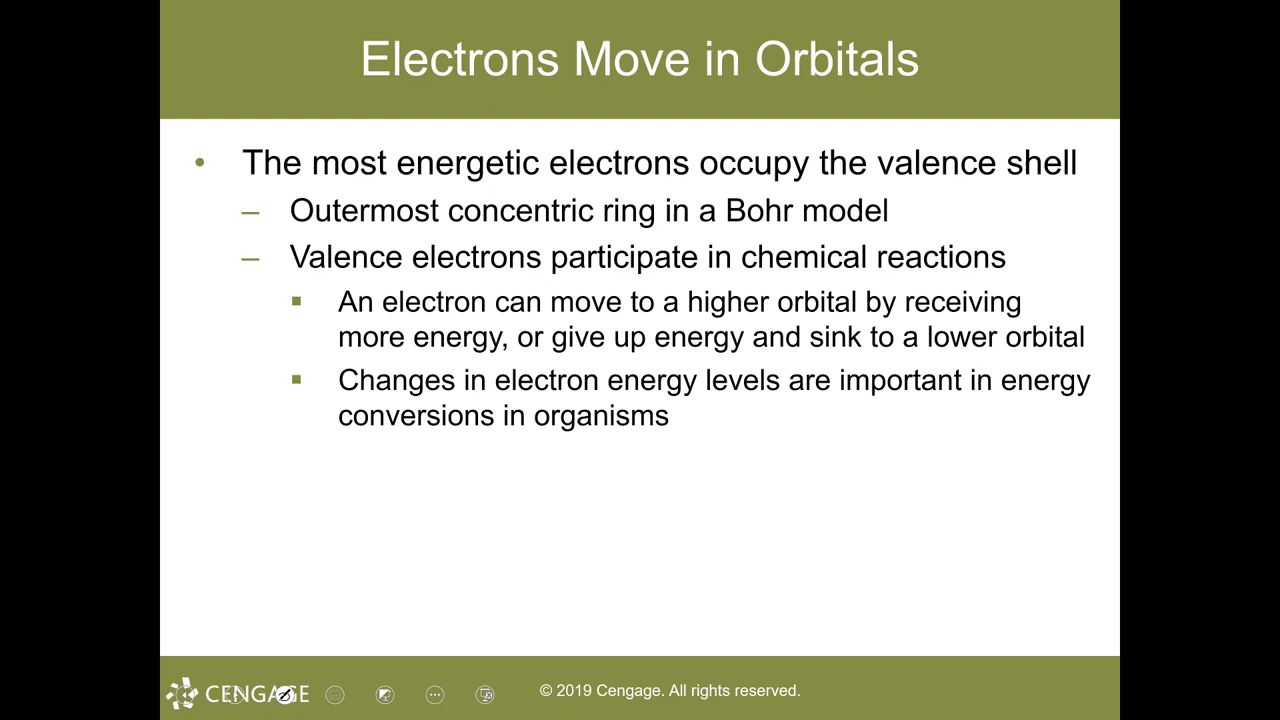 Electrons Move in Orbitals
• The most energetic electrons occupy the valence shell
– Outermost concentric ring in a Bohr model
– Valence electrons participate in chemical reactions
▪ An electron can move to a higher orbital by receiving
more energy, or give up energy and sink to a lower orbital
▪ Changes in electron energy levels are important in energy
conversions in organisms
CENGAGE
© 2019 Cengage. All rights reserved.